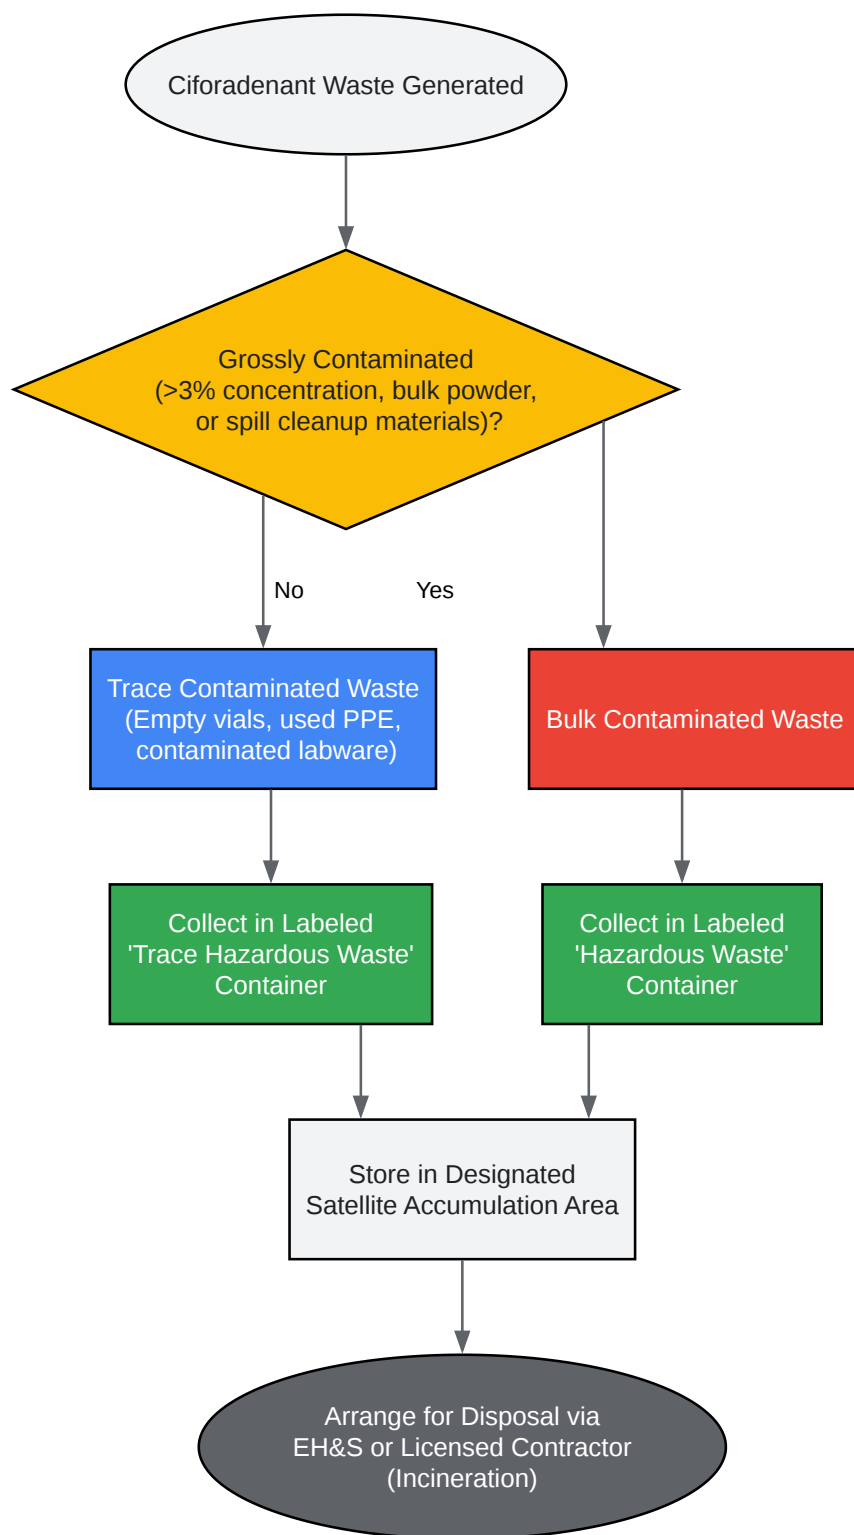 Ciforadenant Waste Generated
Grossly Contaminated
(>3% concentration, bulk powder,
or spill cleanup materials)?
No
Yes
Trace Contaminated Waste
(Empty vials, used PPE,
contaminated labware)
Bulk Contaminated Waste
Collect in Labeled
'Trace Hazardous Waste'
Container
Collect in Labeled
'Hazardous Waste'
Container
Store in Designated
Satellite Accumulation Area
Arrange for Disposal via
EH&S or Licensed Contractor
(Incineration)